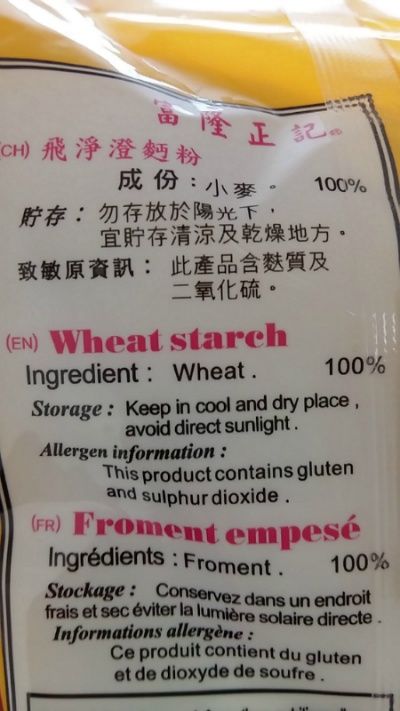 富隆正記®
(CH) 飛淨澄麵粉
成份：小麥。 100%
貯存：勿存放於陽光下，
宜貯存清涼及乾燥地方。
致敏原資訊：此產品含麩質及
二氧化硫。
(EN) Wheat starch
Ingredient : Wheat . 100%
Storage : Keep in cool and dry place ,
avoid direct sunlight .
Allergen information :
This product contains gluten
and sulphur dioxide .
(FR) Froment empesé
Ingrédients : Froment . 100%
Stockage : Conservez dans un endroit
frais et sec éviter la lumière solaire directe .
Informations allergène :
Ce produit contient du gluten
et de dioxyde de soufre .